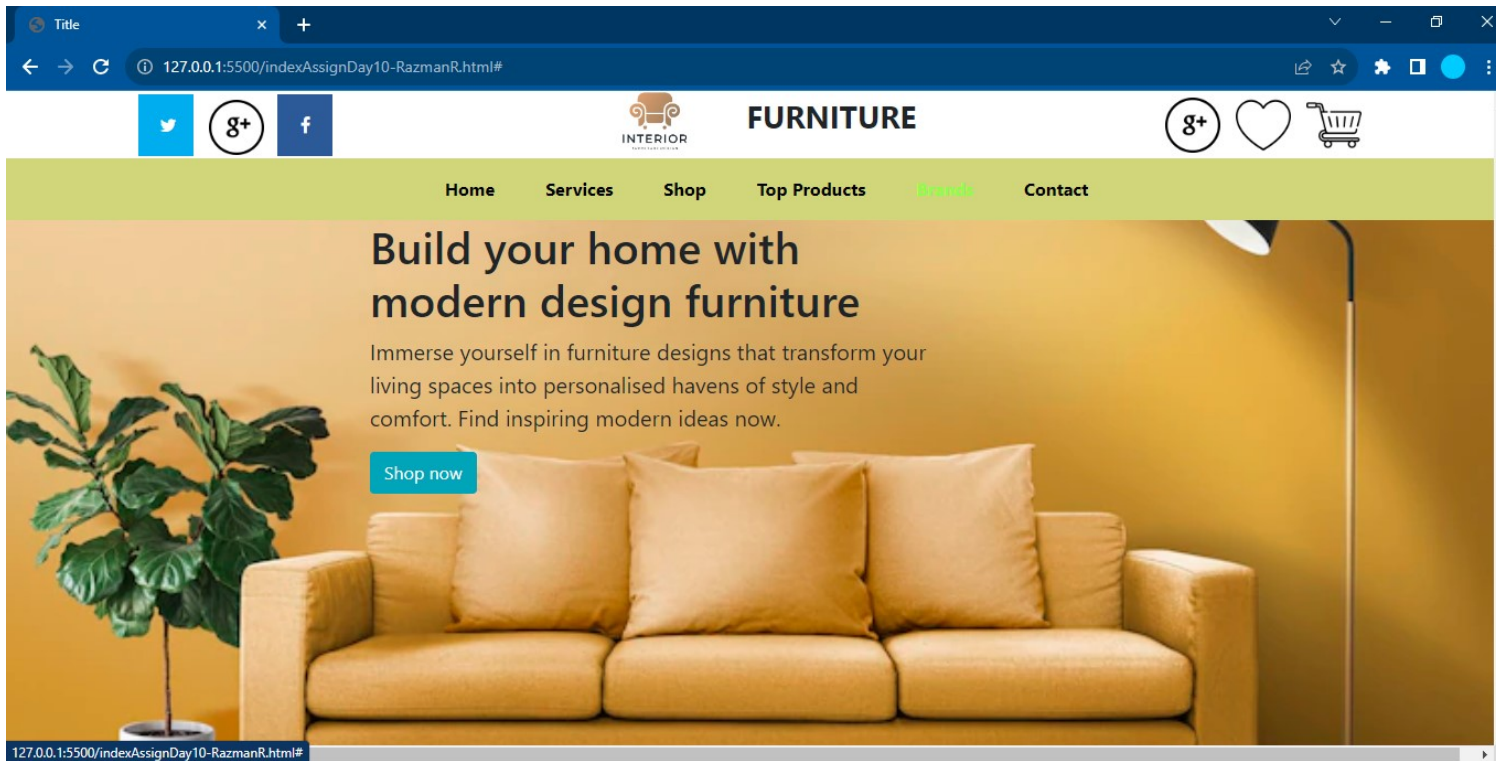 Title
127.0.0.1:5500/indexAssignDay10-RazmanR.html#
g+
f
INTERIOR
FURNITURE
g+
Home Services Shop Top Products Brands Contact
Build your home with
modern design furniture
Immerse yourself in furniture designs that transform your
living spaces into personalised havens of style and
comfort. Find inspiring modern ideas now.
Shop now
127.0.0.1:5500/indexAssignDay10-RazmanR.html#